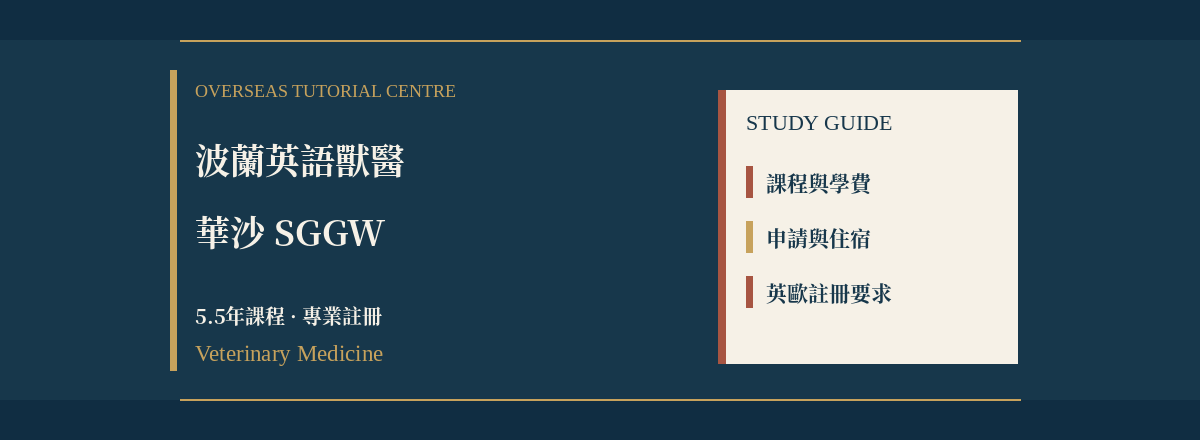 OVERSEAS TUTORIAL CENTRE
波蘭英語獸醫
華沙 SGGW
5.5年課程 · 專業註冊
Veterinary Medicine
STUDY GUIDE
課程與學費
申請與住宿
英歐註冊要求